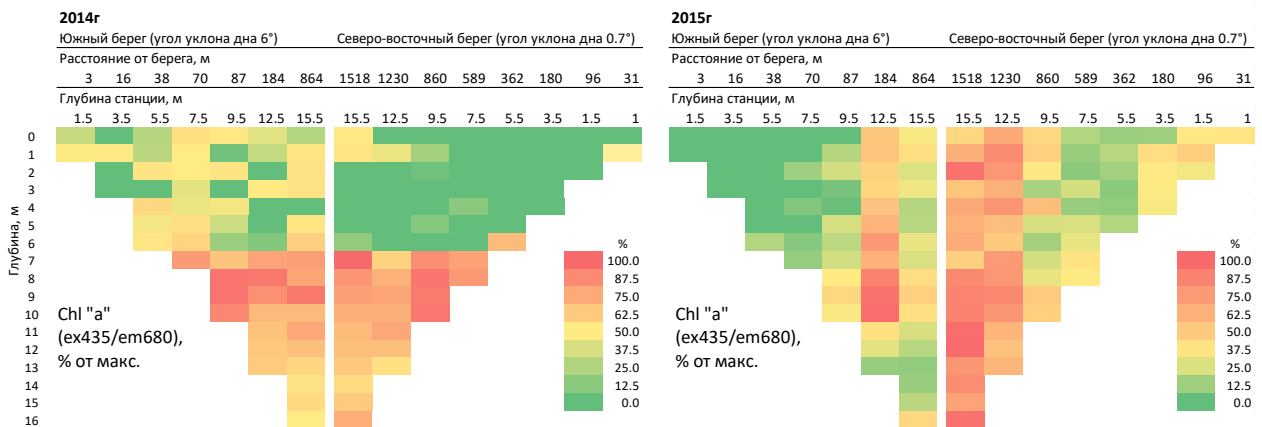 2014г
Южный берег (угол уклона дна 6°) Северо-восточный берег (угол уклона дна 0.7°)
Расстояние от берега, м
3 16 38 70 87 184 864 1518 1230 860 589 362 180 96 31
Глубина станции, м
1.5 3.5 5.5 7.5 9.5 12.5 15.5 15.5 12.5 9.5 7.5 5.5 3.5 1.5 1
Глубина, м
0
1
2
3
4
5
6
7
8
9
10
11
12
13
14
15
16
Chl "a"
(ex435/em680),
% от макс.
%
100.0
87.5
75.0
62.5
50.0
37.5
25.0
12.5
0.0
2015г
Южный берег (угол уклона дна 6°) Северо-восточный берег (угол уклона дна 0.7°)
Расстояние от берега, м
3 16 38 70 87 184 864 1518 1230 860 589 362 180 96 31
Глубина станции, м
1.5 3.5 5.5 7.5 9.5 12.5 15.5 15.5 12.5 9.5 7.5 5.5 3.5 1.5 1
Chl "a"
(ex435/em680),
% от макс.
%
100.0
87.5
75.0
62.5
50.0
37.5
25.0
12.5
0.0